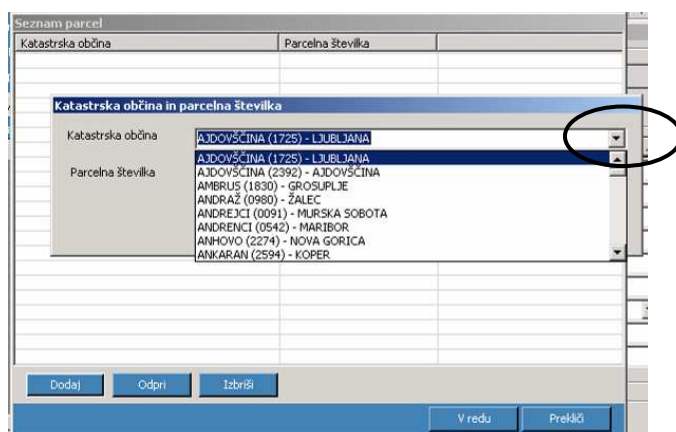 Seznam parcel
Katastrska občina Parcelna številka
Katastrska občina in parcelna številka
Katastrska občina AJDOVŠČINA (1725) - LJUBLJANA
AJDOVŠČINA (1725) - LJUBLJANA
Parcelna številka AJDOVŠČINA (2392) - AJDOVŠČINA
AMBRUS (1830) - GROSUPLJE
ANDRAŽ (0980) - ŽALEC
ANDREJCI (0091) - MURSKA SOBOTA
ANDRENCI (0542) - MARIBOR
ANHOVO (2274) - NOVA GORICA
ANKARAN (2594) - KOPER
Dodaj Odpri Izbriši
V redu Prekliči